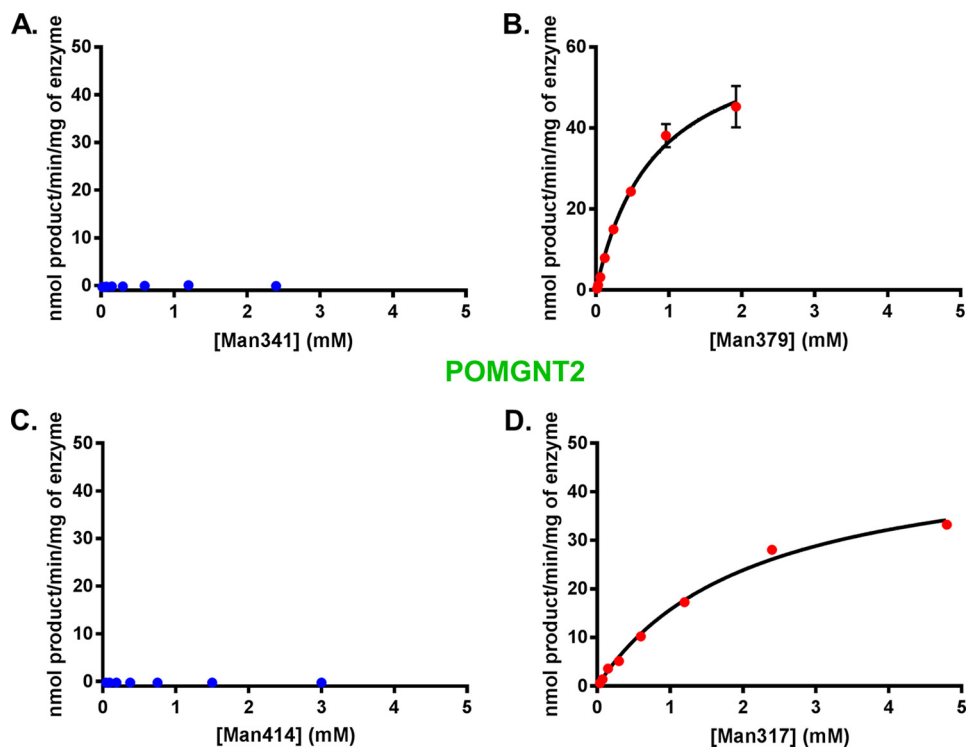 A.
nmol product/min/mg of enzyme
50
40
30
20
10
0
0 1 2 3 4 5
[Man341] (mM)
B.
nmol product/min/mg of enzyme
60
40
20
0
0 1 2 3 4 5
[Man379] (mM)
POMGNT2
C.
nmol product/min/mg of enzyme
50
40
30
20
10
0
0 1 2 3 4 5
[Man414] (mM)
D.
nmol product/min/mg of enzyme
50
40
30
20
10
0
0 1 2 3 4 5
[Man317] (mM)